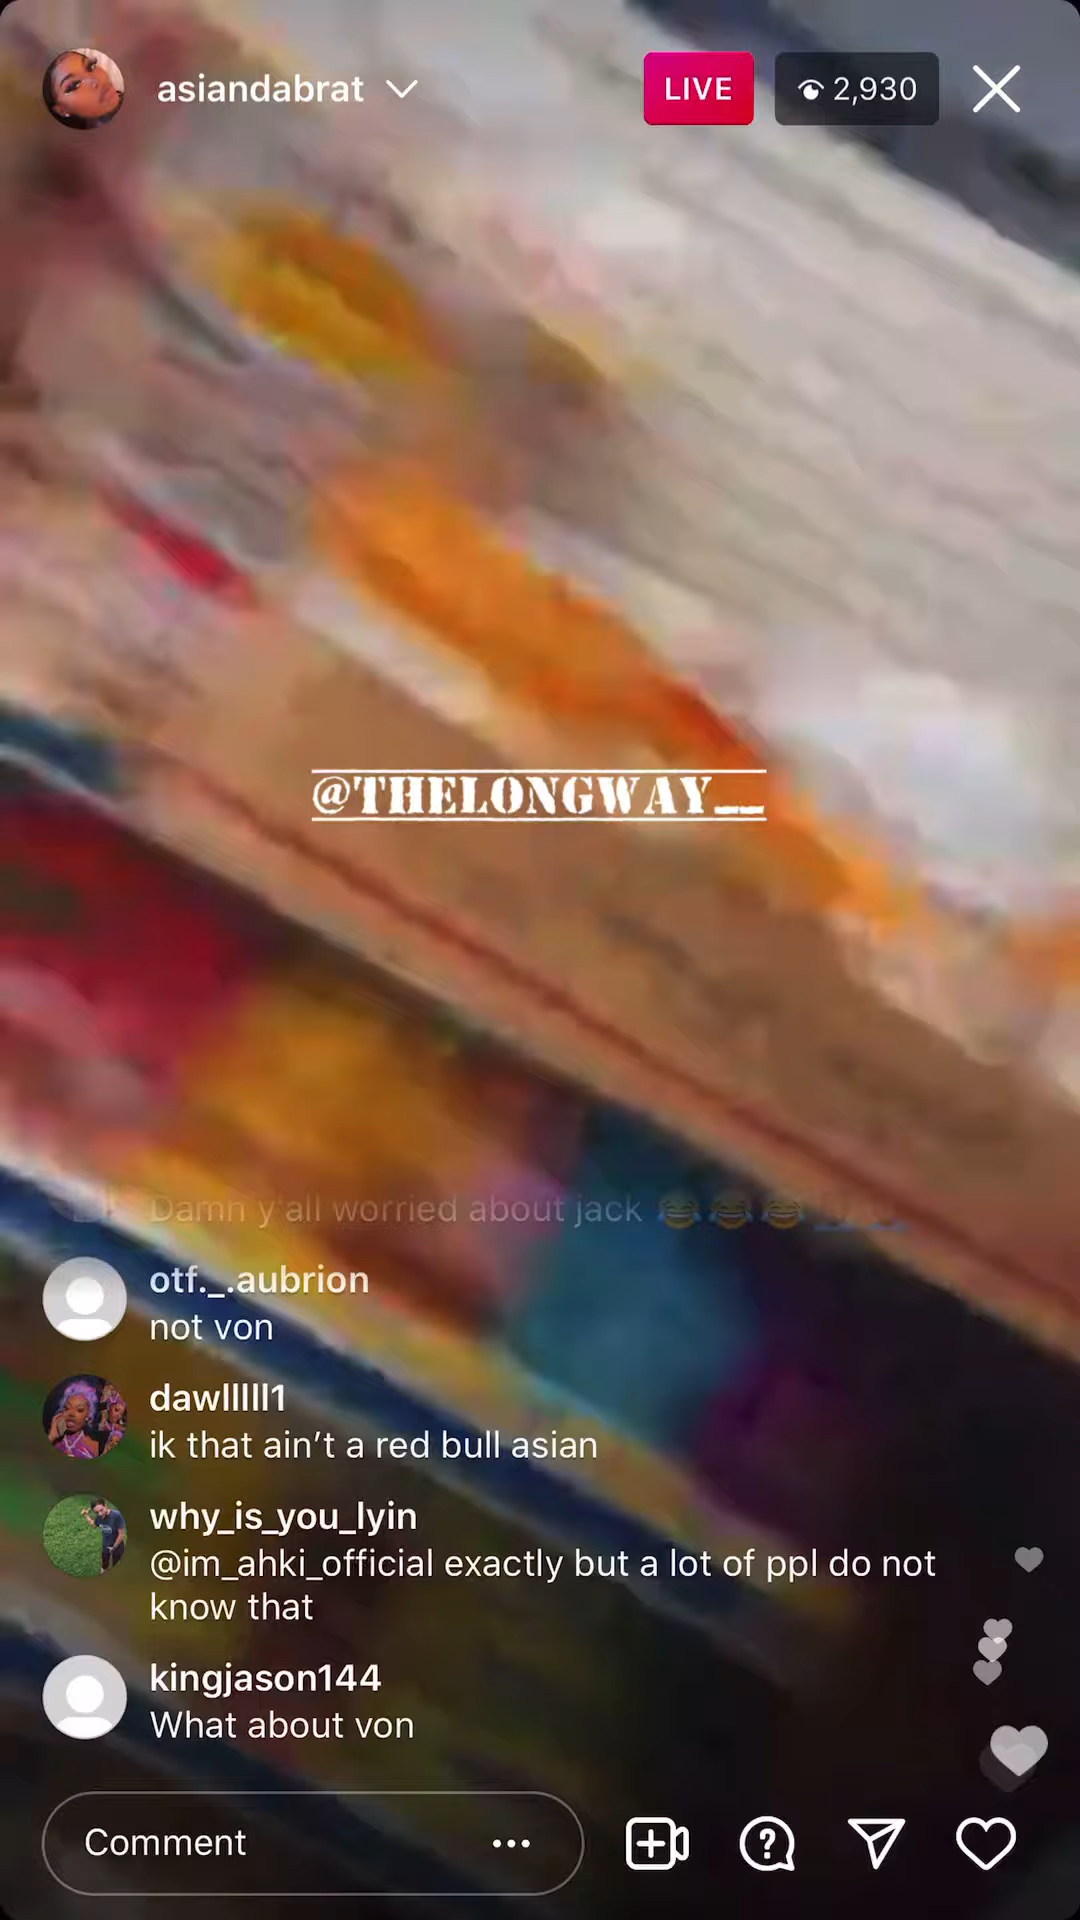 asiandabrat
LIVE
2,930
@THELONGWAY__
Damn y'all worried about jack 😂😂😂
otf._.aubrion
not von
dawlllll1
ik that ain’t a red bull asian
why_is_you_lyin
@im_ahki_official exactly but a lot of ppl do not
know that
kingjason144
What about von
Comment